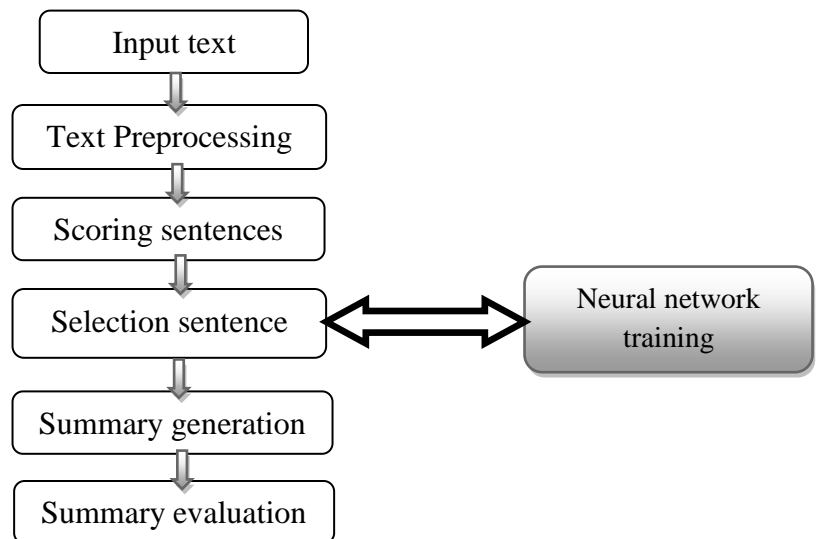 Input text
Text Preprocessing
Scoring sentences
Selection sentence
Neural network
training
Summary generation
Summary evaluation